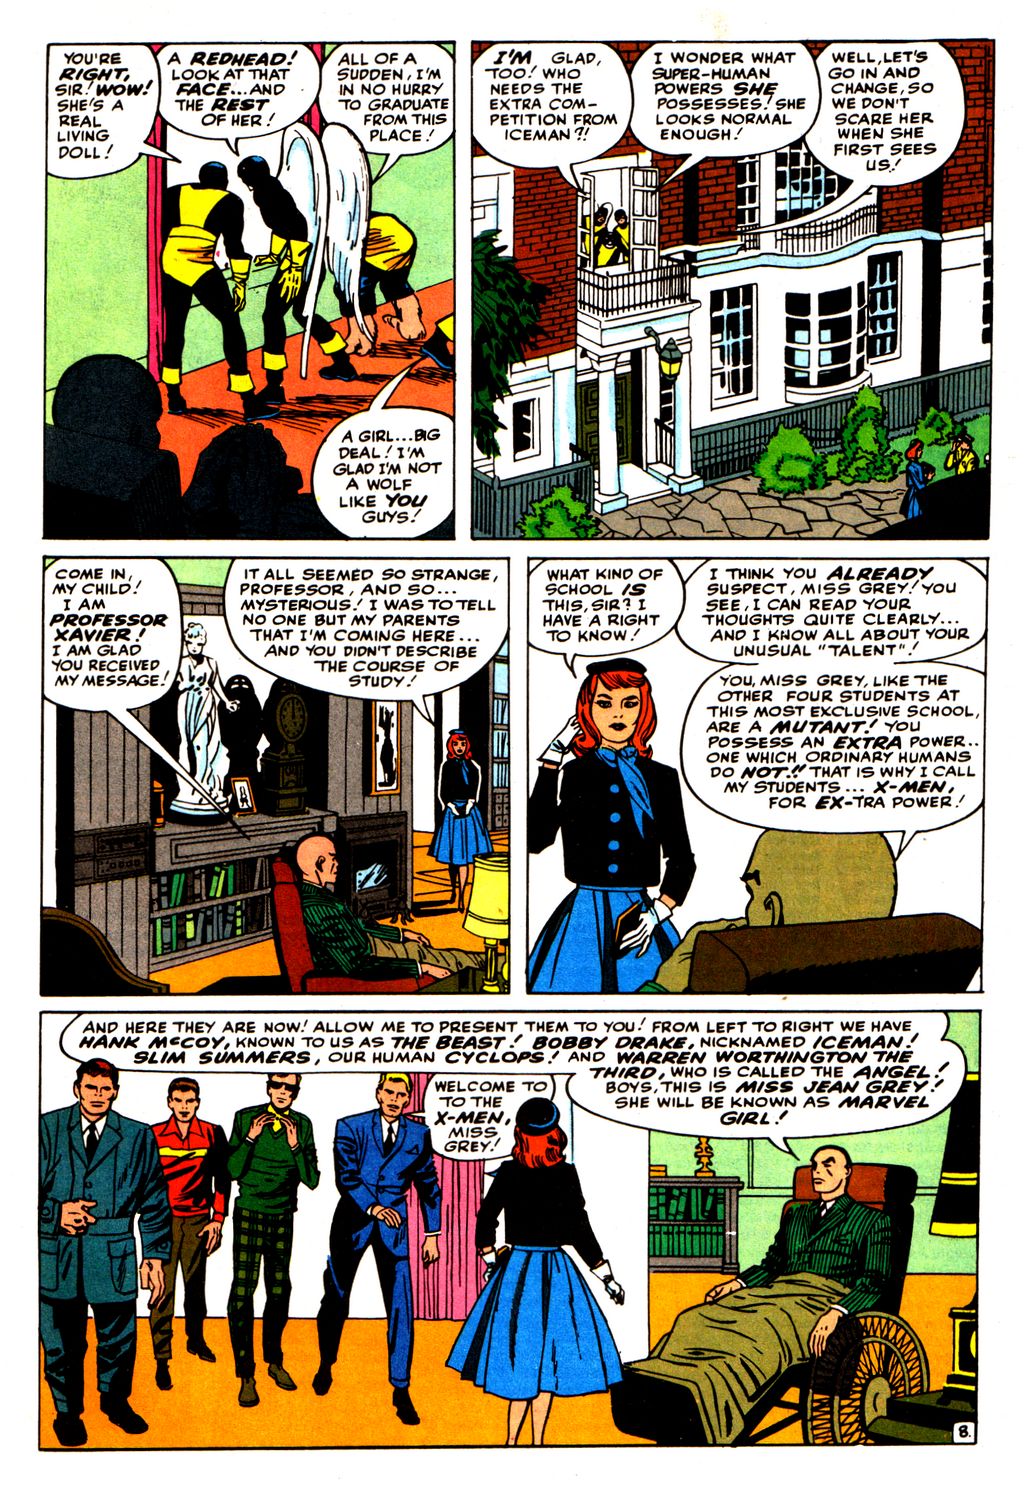 YOU'RE
RIGHT,
SIR! WOW!
SHE'S A
REAL
LIVING
DOLL!
A REDHEAD!
LOOK AT THAT
FACE...AND
THE REST
OF HER!
ALL OF A
SUDDEN, I'M
IN NO HURRY
TO GRADUATE
FROM THIS
PLACE!
A GIRL...BIG
DEAL! I'M
GLAD I'M NOT
A WOLF
LIKE YOU
GUYS!
I'M GLAD,
TOO! WHO
NEEDS THE
EXTRA COM-
PETITION FROM
ICEMAN?!
I WONDER WHAT
SUPER-HUMAN
POWERS SHE
POSSESSES! SHE
LOOKS NORMAL
ENOUGH!
WELL, LET'S
GO IN AND
CHANGE, SO
WE DON'T
SCARE HER
WHEN SHE
FIRST SEES
US!
COME IN,
MY CHILD!
I AM
PROFESSOR
XAVIER!
I AM GLAD
YOU RECEIVED
MY MESSAGE!
IT ALL SEEMED SO STRANGE,
PROFESSOR, AND SO...
MYSTERIOUS! I WAS TO TELL
NO ONE BUT MY PARENTS
THAT I'M COMING HERE...
AND YOU DIDN'T DESCRIBE
THE COURSE OF
STUDY!
WHAT KIND OF
SCHOOL IS
THIS, SIR? I
HAVE A RIGHT
TO KNOW!
I THINK YOU ALREADY
SUSPECT, MISS GREY! YOU
SEE, I CAN READ YOUR
THOUGHTS QUITE CLEARLY...
AND I KNOW ALL ABOUT YOUR
UNUSUAL "TALENT"!
YOU, MISS GREY, LIKE THE
OTHER FOUR STUDENTS AT
THIS MOST EXCLUSIVE SCHOOL,
ARE A MUTANT! YOU
POSSESS AN EXTRA POWER..
ONE WHICH ORDINARY HUMANS
DO NOT!! THAT IS WHY I CALL
MY STUDENTS... X-MEN,
FOR EX-TRA POWER!
AND HERE THEY ARE NOW! ALLOW ME TO PRESENT THEM TO YOU! FROM LEFT TO RIGHT WE HAVE
HANK McCOY, KNOWN TO US AS THE BEAST! BOBBY DRAKE, NICKNAMED ICEMAN!
SLIM SUMMERS, OUR HUMAN CYCLOPS! AND WARREN WORTHINGTON THE
THIRD, WHO IS CALLED THE ANGEL!
BOYS, THIS IS MISS JEAN GREY!
SHE WILL BE KNOWN AS MARVEL
GIRL!
WELCOME TO
TO THE
X-MEN,
MISS
GREY!
8.